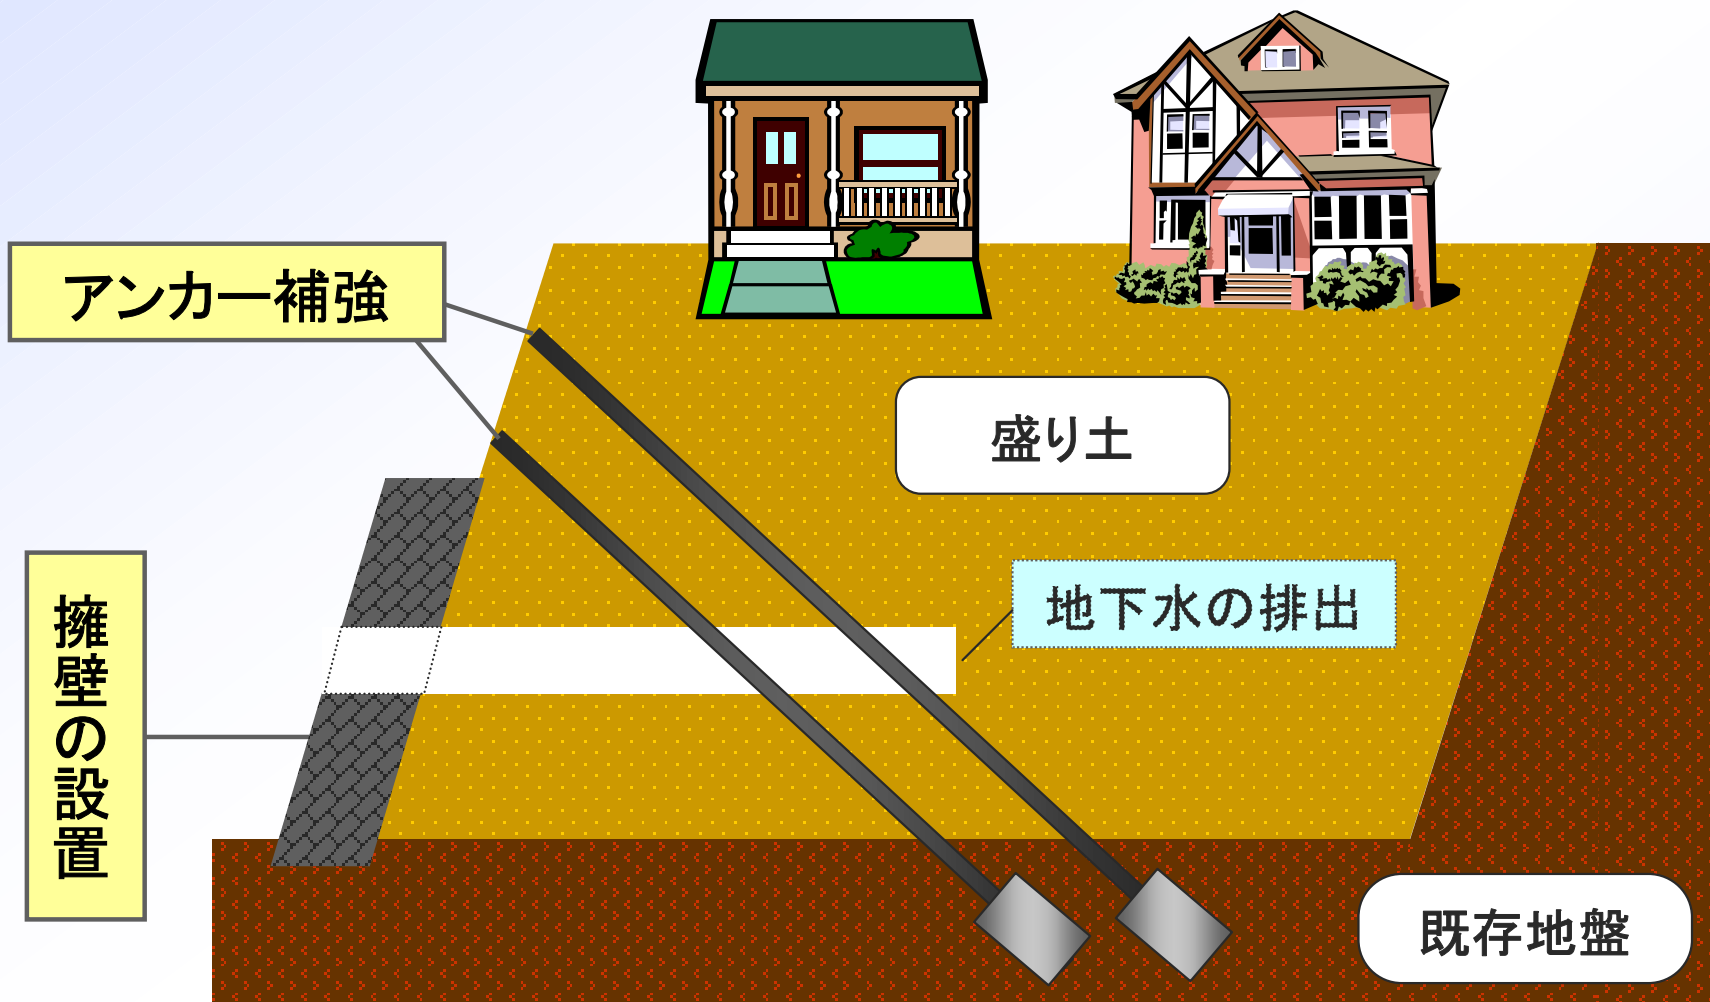 アンカー補強
盛り土
地下水の排出
擁壁の設置
既存地盤